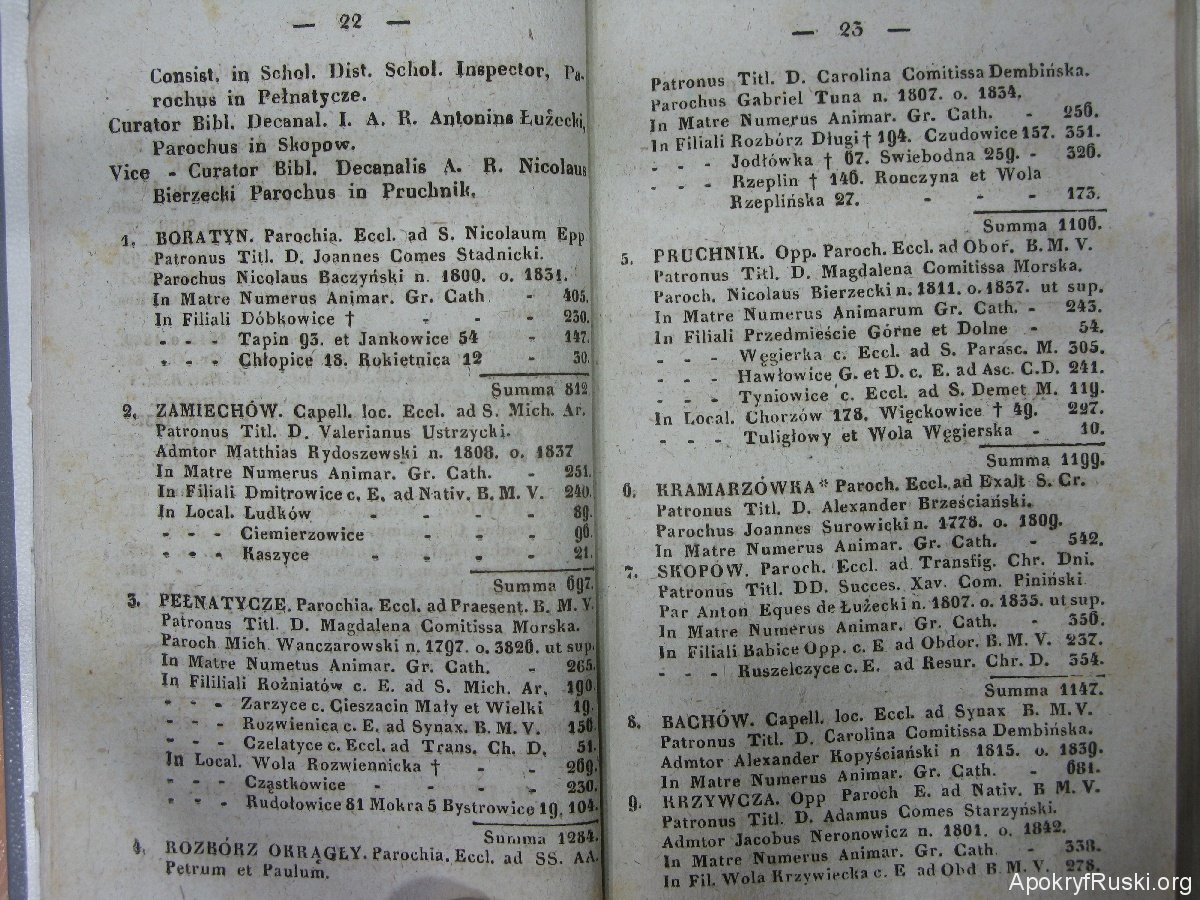 — 22 —
Consist. in Schol. Dist. Schol. Inspector, Pa-
rochus in Pełnatycze.
Curator Bibl. Decanal. I. A. R. Antonins Łużecki,
Parochus in Skopow.
Vice - Curator Bibl. Decanalis A. R. Nicolaus
Bierzecki Parochus in Pruchnik.
1. BORATYN. Parochia. Eccl. ad S. Nicolaum Epp
Patronus Titl. D. Joannes Comes Stadnicki.
Parochus Nicolaus Baczyński n. 1800. o. 1831.
In Matre Numerus Animar. Gr. Cath - 405.
In Filiali Dóbkowice † - - - 230.
- - - Tapin 93. et Jankowice 54 - 147.
- - - Chłopice 18. Rokietnica 12 - 30.
Summa 812
2. ZAMIECHÓW. Capell. loc. Eccl. ad S. Mich. Ar.
Patronus Titl. D. Valerianus Ustrzycki.
Admtor Matthias Rydoszewski n. 1808. o. 1837
In Matre Numerus Animar. Gr. Cath. - 251.
In Filiali Dmitrowice c. E. ad Nativ. B. M. V. 240.
In Local. Ludków - - - - 89.
- - - Ciemierzowice - - - 96.
- - - Kaszyce - - - - 21.
Summa 697.
3. PEŁNATYCZE. Parochia. Eccl. ad Praesent. B. M. V.
Patronus Titl. D. Magdalena Comitissa Morska.
Paroch Mich. Wanczarowski n. 1797. o. 3826. ut sup.
In Matre Numetus Animar. Gr. Cath. - 265.
In Fililiali Rożniatów c. E. ad S. Mich. Ar. 190.
- - - Zarzyce c. Cieszacin Mały et Wielki 19.
- - - Rozwienica c. E. ad Synax. B. M. V. 156
- - - Czelatyce c. Eccl. ad Trans. Ch. D. 51.
In Local. Wola Rozwiennicka † - - 269.
- - - Cząstkowice - - - - 230.
- - - Rudołowice 81 Mokra 5 Bystrowice 19. 104.
Summa 1284.
4. ROZBÓRZ OKRĄGŁY. Parochia. Eccl. ad SS. AA.
Petrum et Paulum.
— 23 —
Patronus Titl. D. Carolina Comitissa Dembińska.
Parochus Gabriel Tuna n. 1807. o. 1834.
In Matre Numerus Animar. Gr. Cath. - 256.
In Filiali Rozbórz Długi † 194. Czudowice 157. 351.
- - - Jodłówka † 67. Swiebodna 259. - 326.
- - - Rzeplin † 146. Ronczyna et Wola
Rzeplińska 27. - - - 173.
Summa 1106.
5. PRUCHNIK. Opp. Paroch. Eccl. ad Obof. B. M. V.
Patronus Titl. D. Magdalena Comitissa Morska.
Paroch. Nicolaus Bierzecki n. 1811. o. 1837. ut sup.
In Matre Numerus Animarum Gr. Cath. - 243.
In Filiali Przedmieście Górne et Dolne - 54.
- - - Węgierka c. Eccl. ad S. Parasc. M. 305.
- - - Hawłowice G. et D. c. E. ad Asc. C. D. 241.
- - - Tyniowice c. Eccl. ad S. Demet M. 119.
In Local. Chorzów 178. Więckowice † 49. 227.
- - - Tuligłowy et Wola Węgierska - 10.
Summa 1199.
6. KRAMARZÓWKA* Paroch. Eccl. ad Exalt S. Cr.
Patronus Titl. D. Alexander Brześciański.
Parochus Joannes Surowicki n. 1778. o. 1809.
In Matre Numerus Animar. Gr. Cath. - 542.
7. SKOPÓW. Paroch. Eccl. ad Transfig. Chr. Dni.
Patronus Titl. DD. Succes. Xav. Com. Piniński
Par Anton Eques de Łużecki n. 1807. o. 1835. ut sup.
In Matre Numerus Animar. Gr. Cath. - 356.
In Filiali Babice Opp. c. E ad Obdor. B. M. V. 237.
- - - Ruszelczyce c. E. ad Resur. Chr. D. 354.
Summa 1147.
8. BACHÓW. Capell. loc. Eccl. ad Synax B. M. V.
Patronus Titl. D. Carolina Comitissa Dembińska.
Admtor Alexander Kopyściański n 1815. o. 1839.
In Matre Numerus Animar. Gr. Cath. - 681.
9. KRZYWCZA. Opp Paroch E. ad Nativ. B M. V.
Patronus Titl. D. Adamus Comes Starzyński.
Admtor Jacobus Neronowicz n. 1801. o. 1842.
In Matre Numerus Animar. Gr. Cath. - 338.
In Fil. Wola Krzywiecka c. E ad Obd B M. V. 278.
ApokryfRuski.org